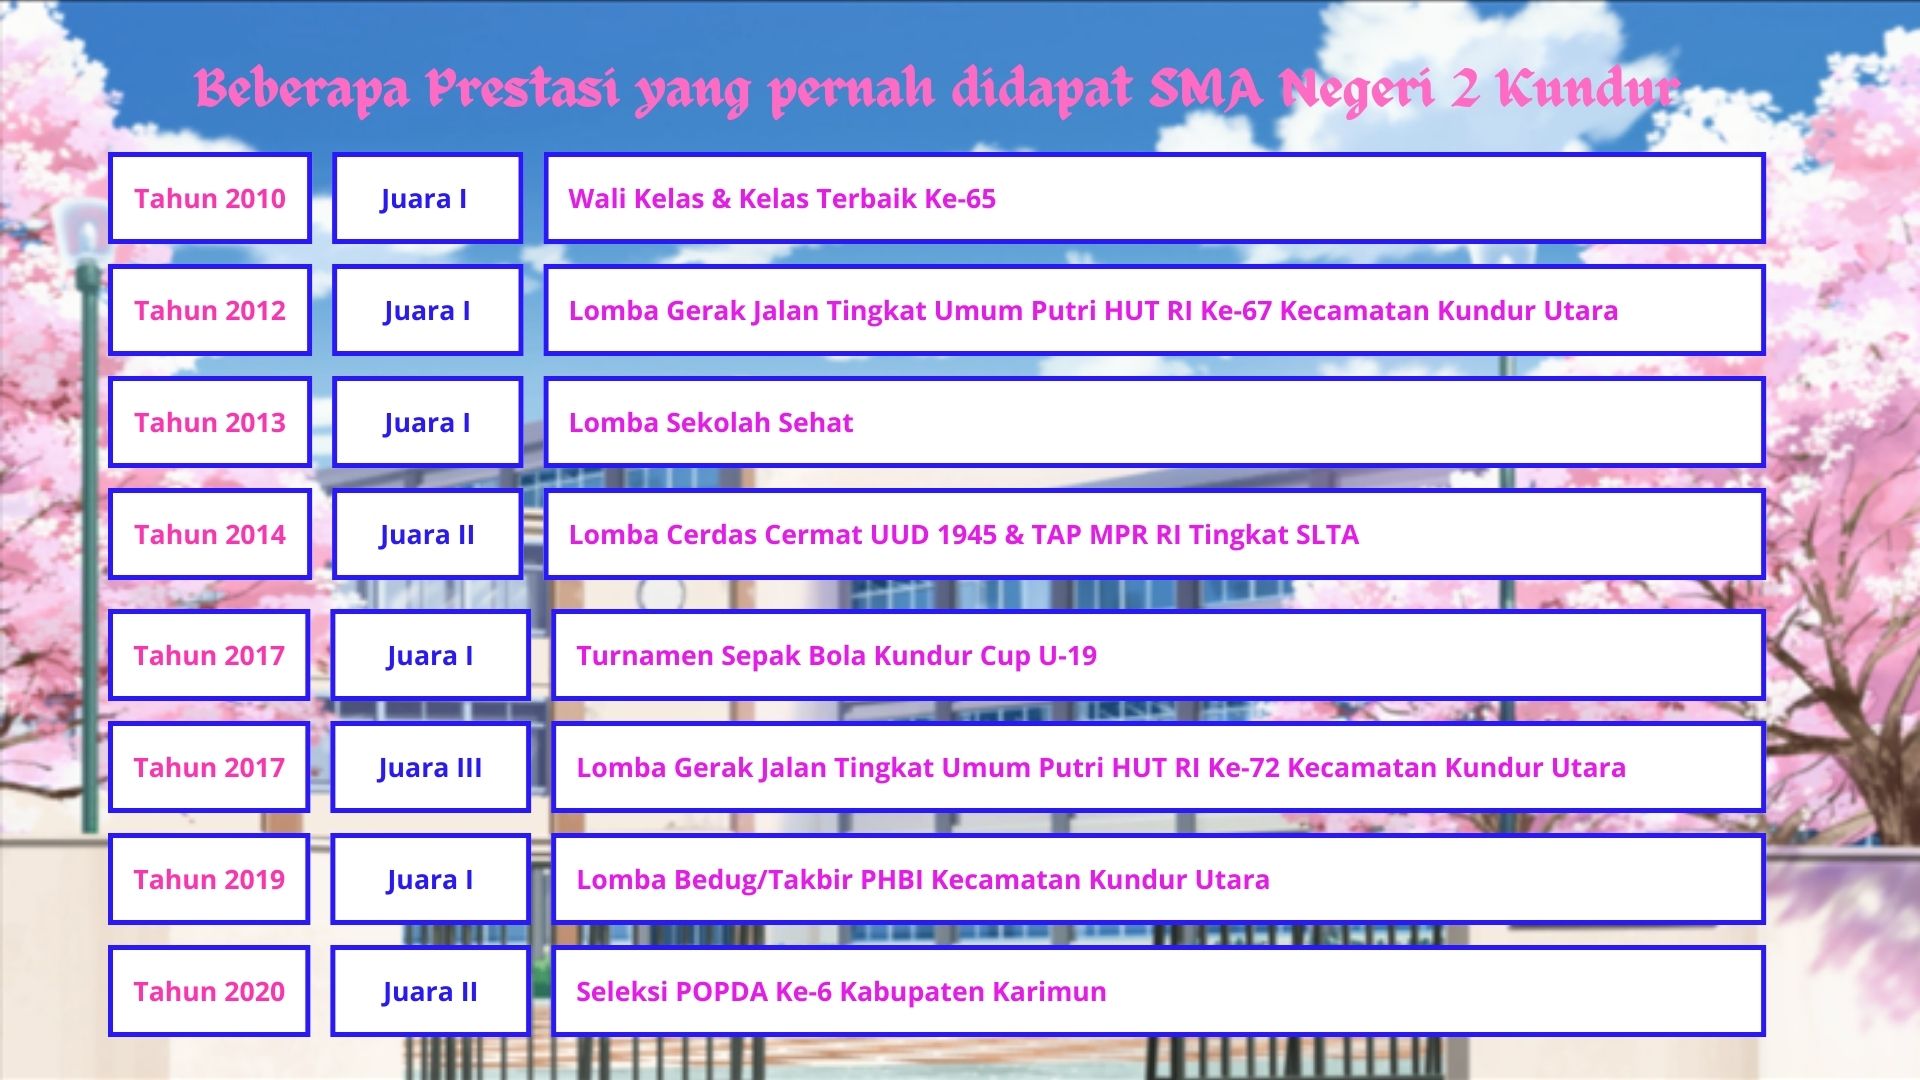 Beberapa Prestasi yang pernah didapat SMA Negeri 2 Kundur
Tahun 2010 Juara I Wali Kelas & Kelas Terbaik Ke-65
Tahun 2012 Juara I Lomba Gerak Jalan Tingkat Umum Putri HUT RI Ke-67 Kecamatan Kundur Utara
Tahun 2013 Juara I Lomba Sekolah Sehat
Tahun 2014 Juara II Lomba Cerdas Cermat UUD 1945 & TAP MPR RI Tingkat SLTA
Tahun 2017 Juara I Turnamen Sepak Bola Kundur Cup U-19
Tahun 2017 Juara III Lomba Gerak Jalan Tingkat Umum Putri HUT RI Ke-72 Kecamatan Kundur Utara
Tahun 2019 Juara I Lomba Bedug/Takbir PHBI Kecamatan Kundur Utara
Tahun 2020 Juara II Seleksi POPDA Ke-6 Kabupaten Karimun